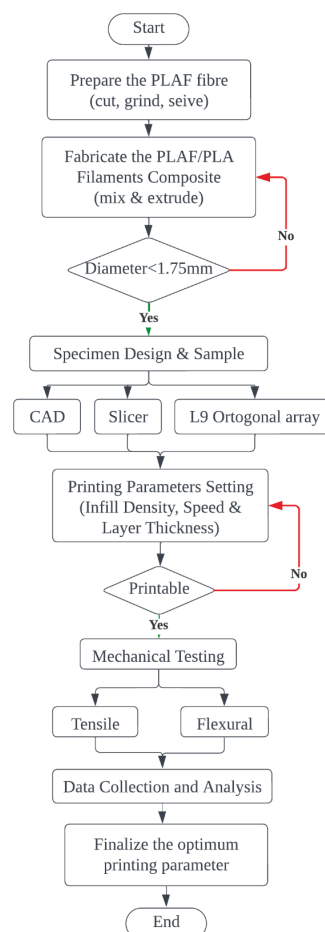 Start
Prepare the PLAF fibre
(cut, grind, seive)
Fabricate the PLAF/PLA
Filaments Composite
(mix & extrude)
No
Diameter<1.75mm
Yes
Specimen Design & Sample
CAD
Slicer
L9 Ortogonal array
Printing Parameters Setting
(Infill Density, Speed &
Layer Thickness)
No
Printable
Yes
Mechanical Testing
Tensile
Flexural
Data Collection and Analysis
Finalize the optimum
printing parameter
End